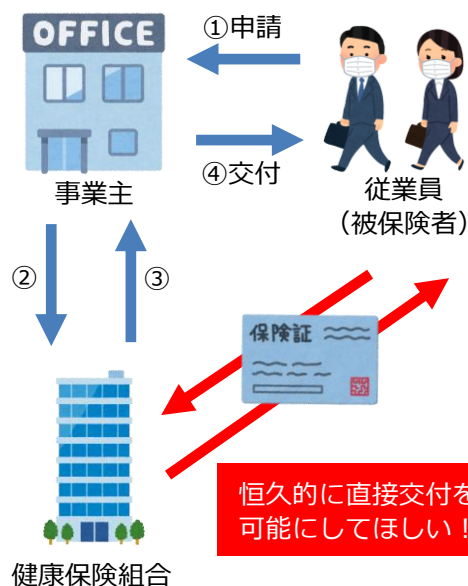 OFFICE
①申請
④交付
事業主
従業員
（被保険者）
②
③
保険証
恒久的に直接交付を
可能にしてほしい！
健康保険組合